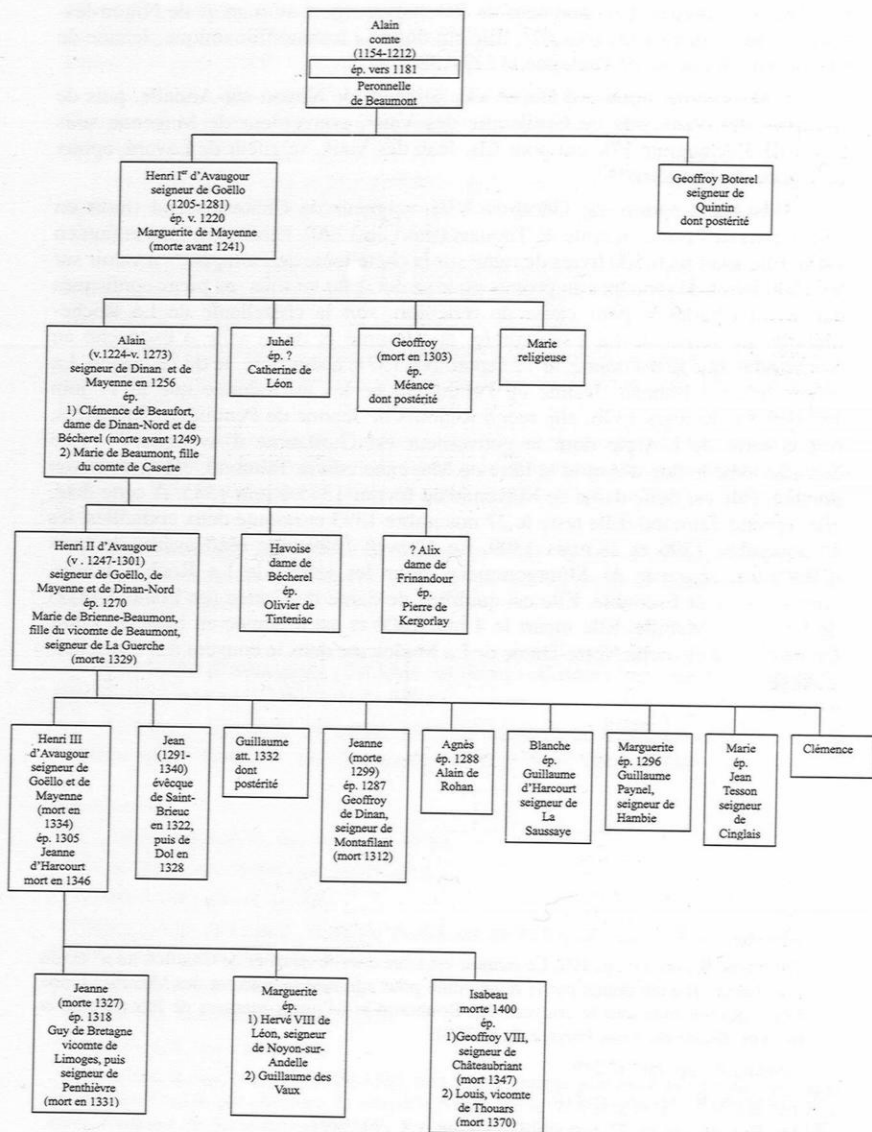 Alain
comte
(1154-1212)
ép. vers 1181
Peronnelle
de Beaumont
Henri Ier d'Avaugour
seigneur de Goëllo
(1205-1281)
ép. v. 1220
Marguerite de Mayenne
(morte avant 1241)
Geoffroy Boterel
seigneur de
Quintin
dont postérité
Alain
(v.1224-v. 1273)
seigneur de Dinan et de
Mayenne en 1256
ép.
1) Clémence de Beaufort,
dame de Dinan-Nord et de
Bécherel (morte avant 1249)
2) Marie de Beaumont, fille
du comte de Caserte
Juhel
ép. ?
Catherine de
Léon
Geoffroy
(mort en 1303)
ép.
Méance
dont postérité
Marie
religieuse
Henri II d'Avaugour
(v . 1247-1301)
seigneur de Goëllo, de
Mayenne et de Dinan-Nord
ép. 1270
Marie de Brienne-Beaumont,
fille du vicomte de Beaumont,
seigneur de La Guerche
(morte 1329)
Havoise
dame de
Bécherel
ép.
Olivier de
Tinteniac
? Alix
dame de
Frinandour
ép.
Pierre de
Kergorlay
Henri III
d'Avaugour
seigneur de
Goëllo et de
Mayenne
(mort en
1334)
ép. 1305
Jeanne
d'Harcourt
mort en 1346
Jean
(1291-
1340)
évêcque
de Saint-
Brieuc
en 1322,
puis de
Dol en
1328
Guillaume
att. 1332
dont
postérité
Jeanne
(morte
1299)
ép. 1287
Geoffroy
de Dinan,
seigneur de
Montafilant
(mort 1312)
Agnès
ép. 1288
Alain de
Rohan
Blanche
ép.
Guillaume
d'Harcourt
seigneur de
La
Saussaye
Marguerite
ép. 1296
Guillaume
Paynel,
seigneur de
Hambie
Marie
ép.
Jean
Tesson
seigneur
de
Cinglais
Clémence
Jeanne
(morte 1327)
ép. 1318
Guy de Bretagne
vicomte de
Limoges, puis
seigneur de
Penthièvre
(mort en 1331)
Marguerite
ép.
1) Hervé VIII de
Léon, seigneur
de Noyon-sur-
Andelle
2) Guillaume des
Vaux
Isabeau
morte 1400
ép.
1)Geoffroy VIII,
seigneur de
Châteaubriant
(mort 1347)
2) Louis, vicomte
de Thouars
(mort 1370)